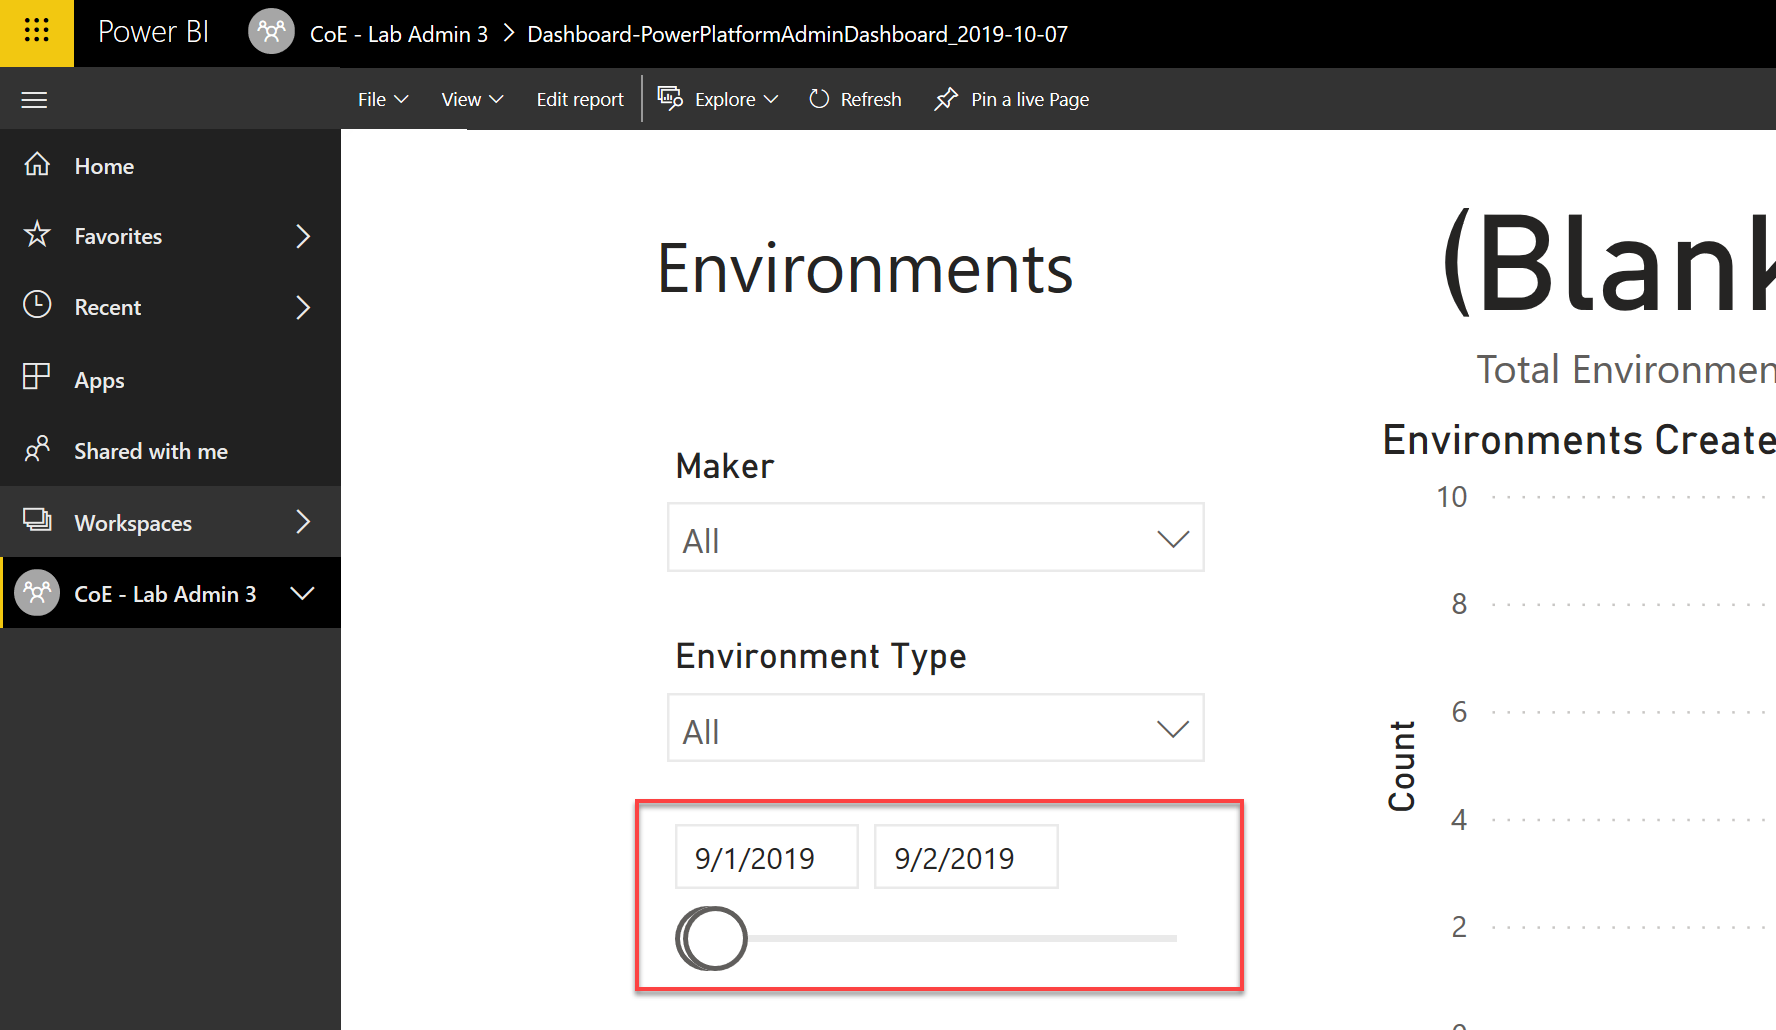 Power BI
CoE - Lab Admin 3 > Dashboard-PowerPlatformAdminDashboard_2019-10-07
File
View
Edit report
Explore
Refresh
Pin a live Page
Home
Favorites
Recent
Apps
Shared with me
Workspaces
CoE - Lab Admin 3
Environments
Maker
All
Environment Type
All
9/1/2019
9/2/2019
(Blank
Total Environmen
Environments Create
10
8
6
4
2
Count